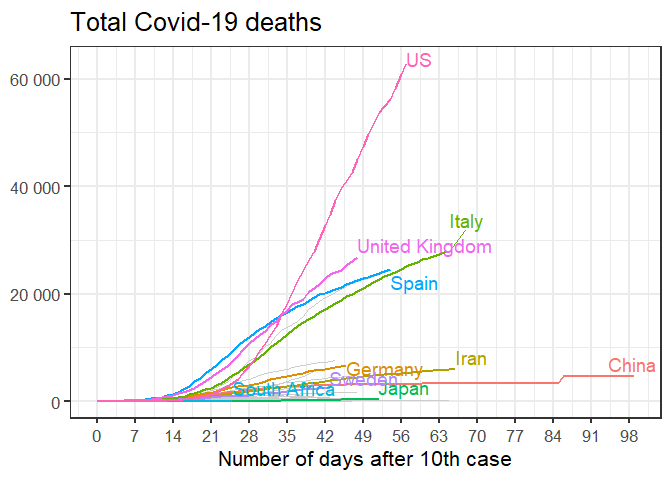 Total Covid-19 deaths
60 000
40 000
20 000
0
US
Italy
United Kingdom
Spain
Iran
China
Germany
Sweden
South Africa
Japan
0 7 14 21 28 35 42 49 56 63 70 77 84 91 98
Number of days after 10th case